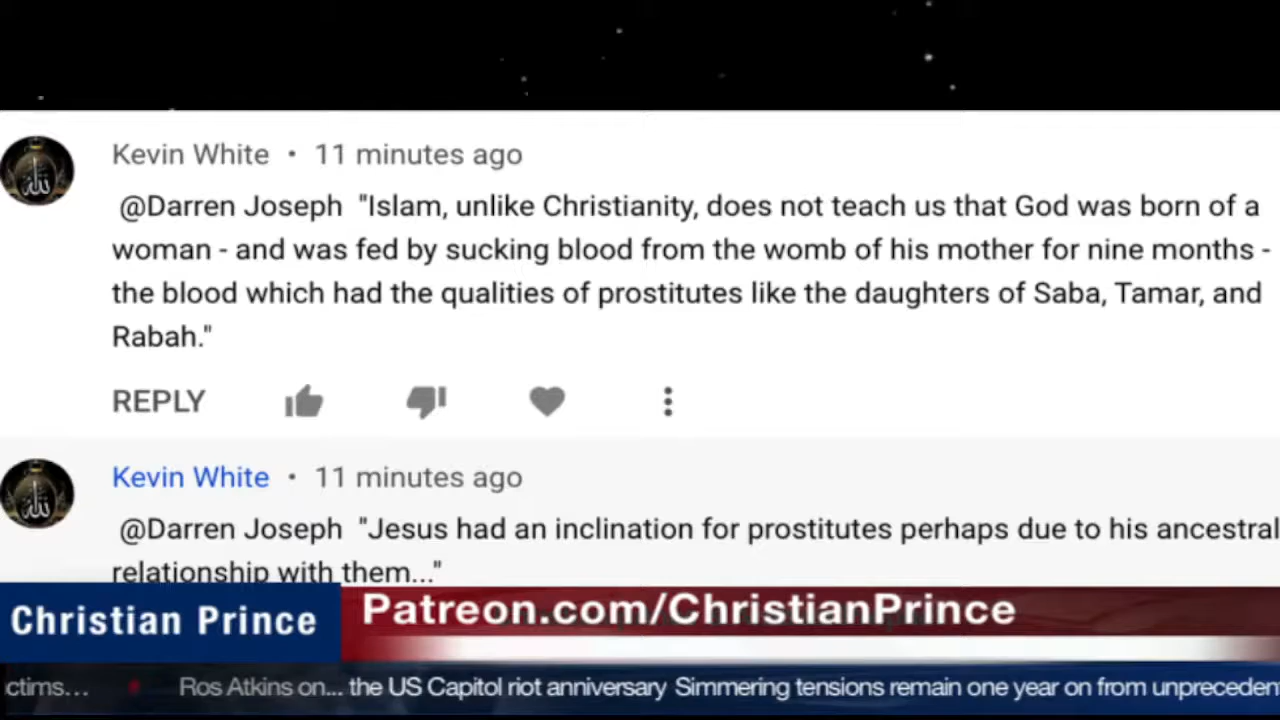 Kevin White • 11 minutes ago
@Darren Joseph "Islam, unlike Christianity, does not teach us that God was born of a
woman - and was fed by sucking blood from the womb of his mother for nine months -
the blood which had the qualities of prostitutes like the daughters of Saba, Tamar, and
Rabah."
REPLY
Kevin White • 11 minutes ago
@Darren Joseph "Jesus had an inclination for prostitutes perhaps due to his ancestral
relationship with them..."
Christian Prince
Patreon.com/ChristianPrince
ctims... Ros Atkins on... the US Capitol riot anniversary Simmering tensions remain one year on from unpreceden